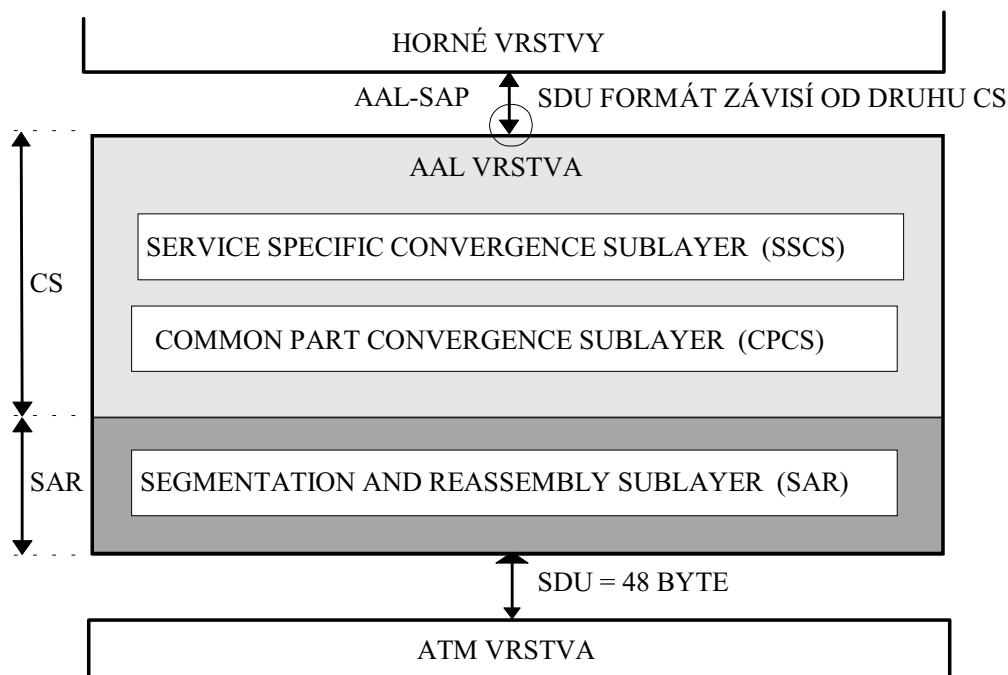 HORNÉ VRSTVY
AAL-SAP
SDU FORMÁT ZÁVISÍ OD DRUHU CS
AAL VRSTVA
SERVICE SPECIFIC CONVERGENCE SUBLAYER (SSCS)
CS
COMMON PART CONVERGENCE SUBLAYER (CPCS)
SAR
SEGMENTATION AND REASSEMBLY SUBLAYER (SAR)
SDU = 48 BYTE
ATM VRSTVA